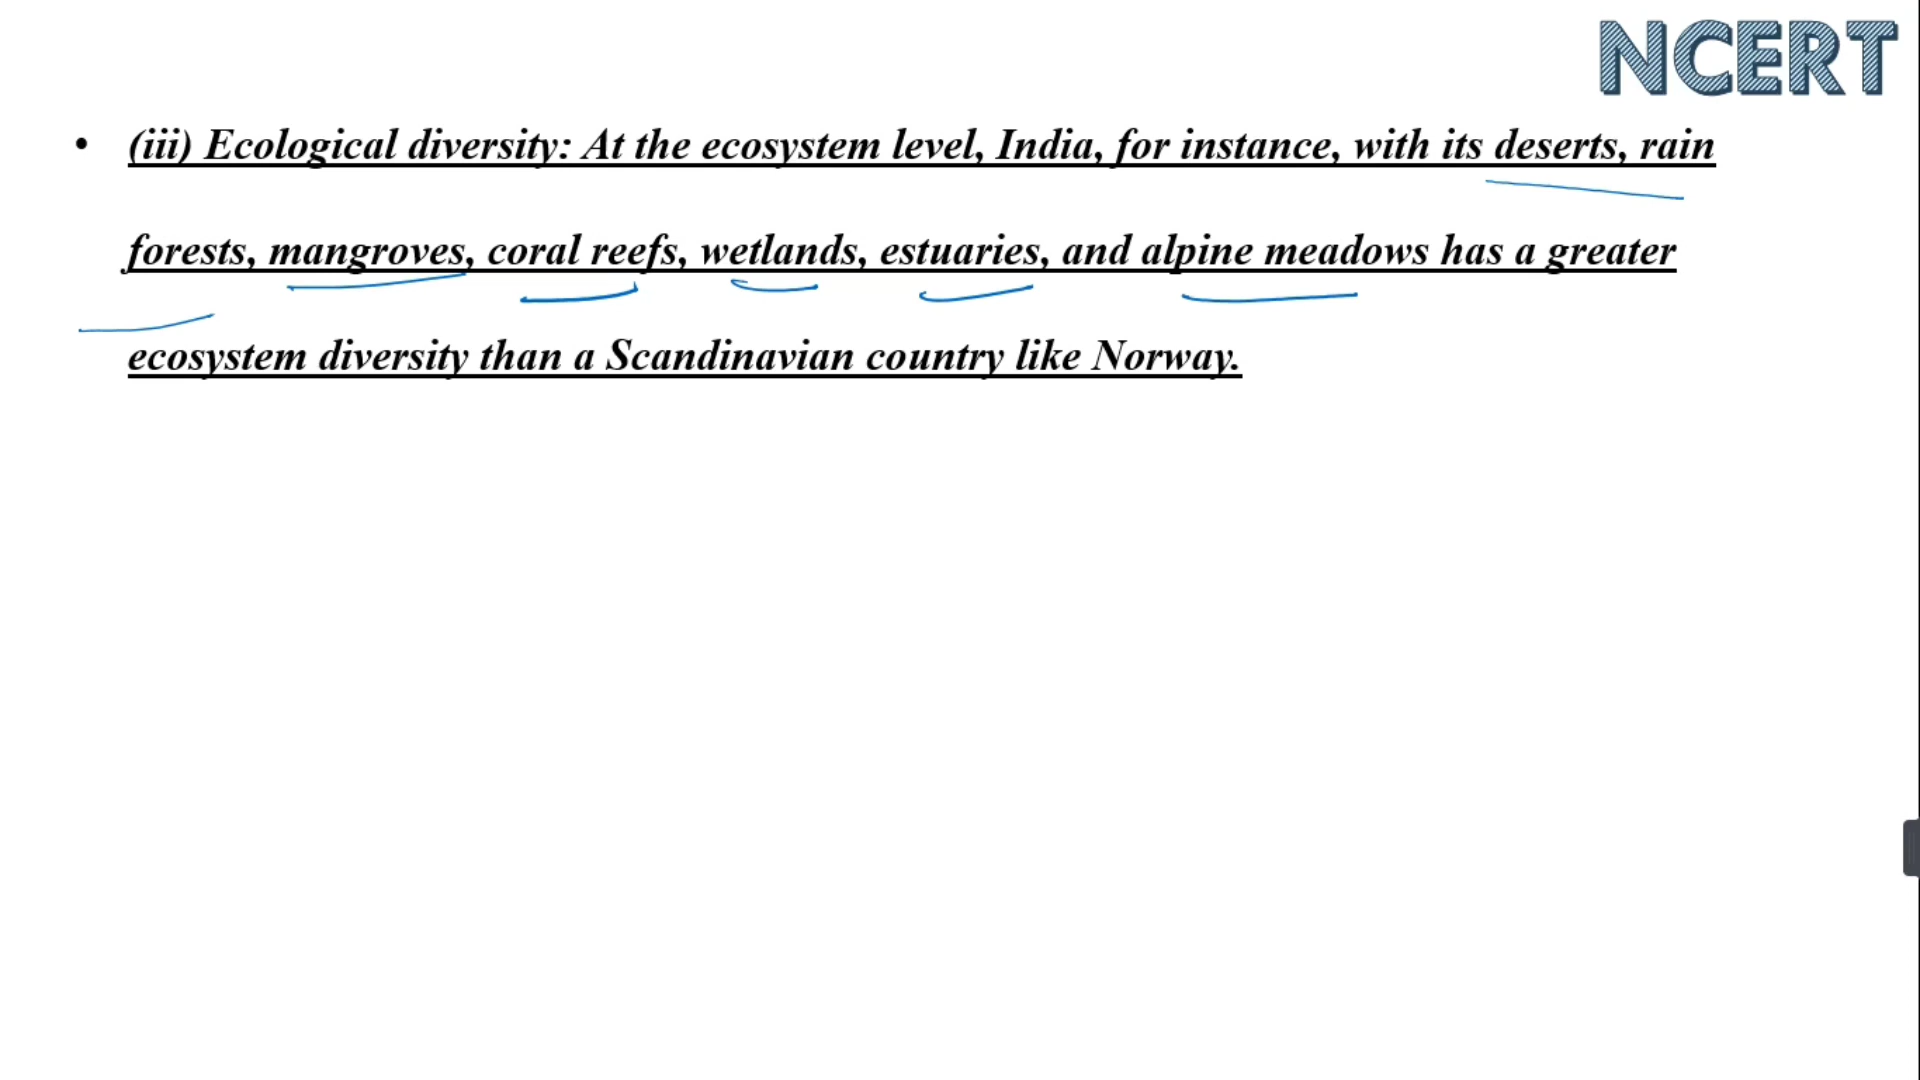 NCERT
• (iii) Ecological diversity: At the ecosystem level, India, for instance, with its deserts, rain
forests, mangroves, coral reefs, wetlands, estuaries, and alpine meadows has a greater
ecosystem diversity than a Scandinavian country like Norway.